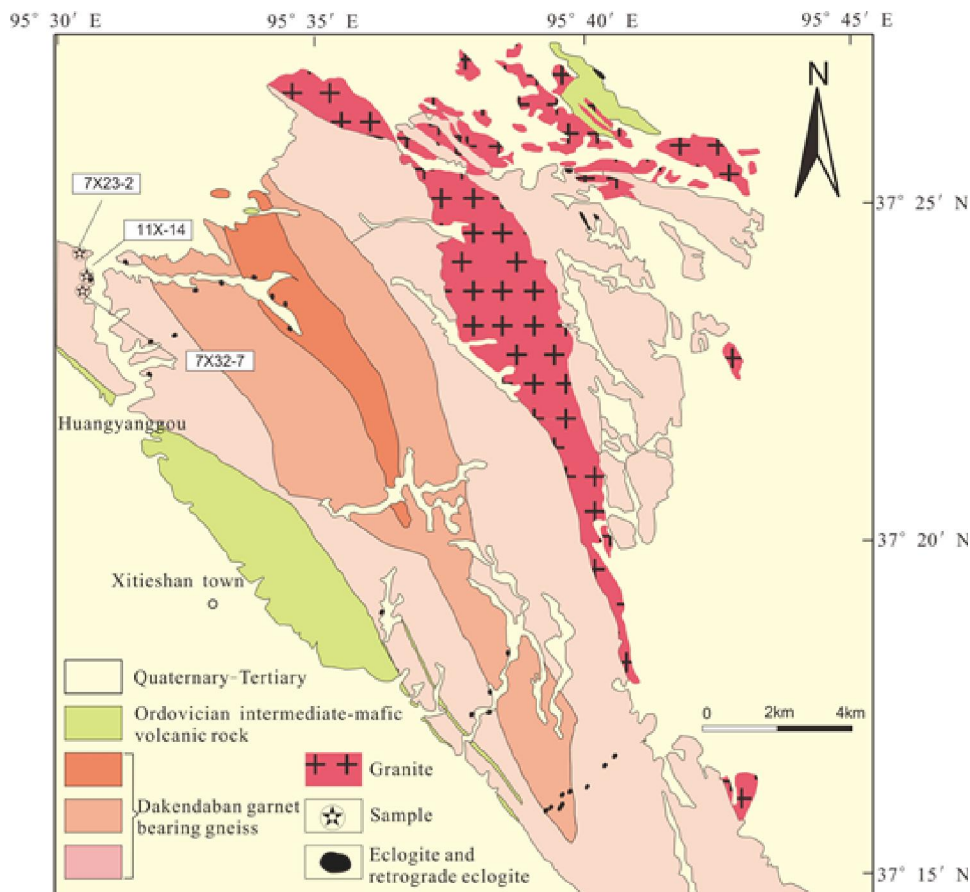 95° 30′ E
95° 35′ E
95° 40′ E
95° 45′ E
N
7X23-2
11X-14
37° 25′ N
7X32-7
Huangyanggou
37° 20′ N
Xitieshan town
Quaternary-Tertiary
Ordovician intermediate-mafic
volcanic rock
0 2km 4km
Granite
Dakendaban garnet
bearing gneiss
Sample
Eclogite and
retrograde eclogite
37° 15′ N